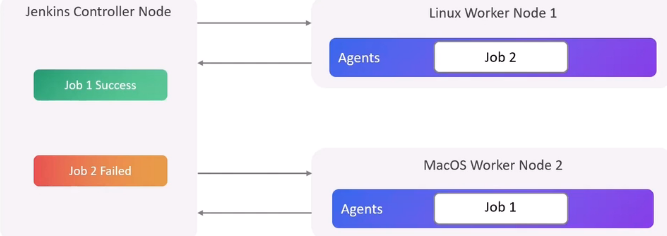 Jenkins Controller Node
Job 1 Success
Job 2 Failed
Linux Worker Node 1
Agents
Job 2
MacOS Worker Node 2
Agents
Job 1